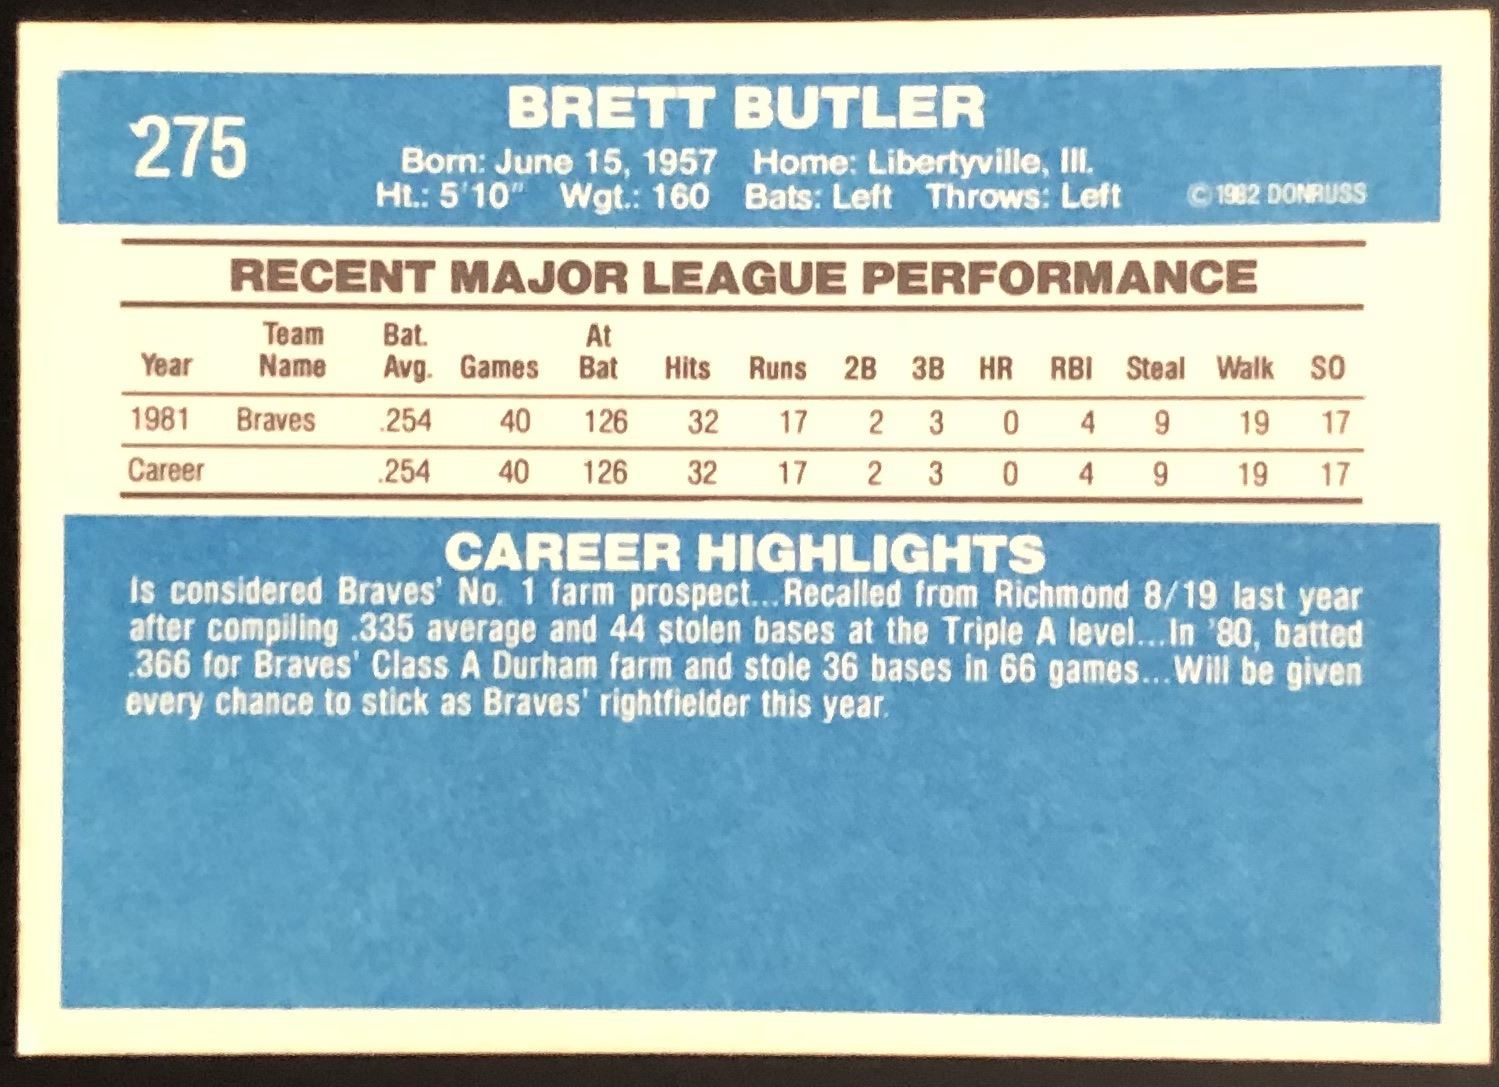 275
BRETT BUTLER
Born: June 15, 1957 Home: Libertyville, Ill.
Ht.: 5'10" Wgt.: 160 Bats: Left Throws: Left © 1982 DONRUSS
RECENT MAJOR LEAGUE PERFORMANCE
Year Team Name Bat. Avg. Games At Bat Hits Runs 2B 3B HR RBI Steal Walk SO
1981 Braves .254 40 126 32 17 2 3 0 4 9 19 17
Career .254 40 126 32 17 2 3 0 4 9 19 17
CAREER HIGHLIGHTS
Is considered Braves' No. 1 farm prospect...Recalled from Richmond 8/19 last year
after compiling .335 average and 44 stolen bases at the Triple A level...In '80, batted
.366 for Braves' Class A Durham farm and stole 36 bases in 66 games...Will be given
every chance to stick as Braves' rightfielder this year.